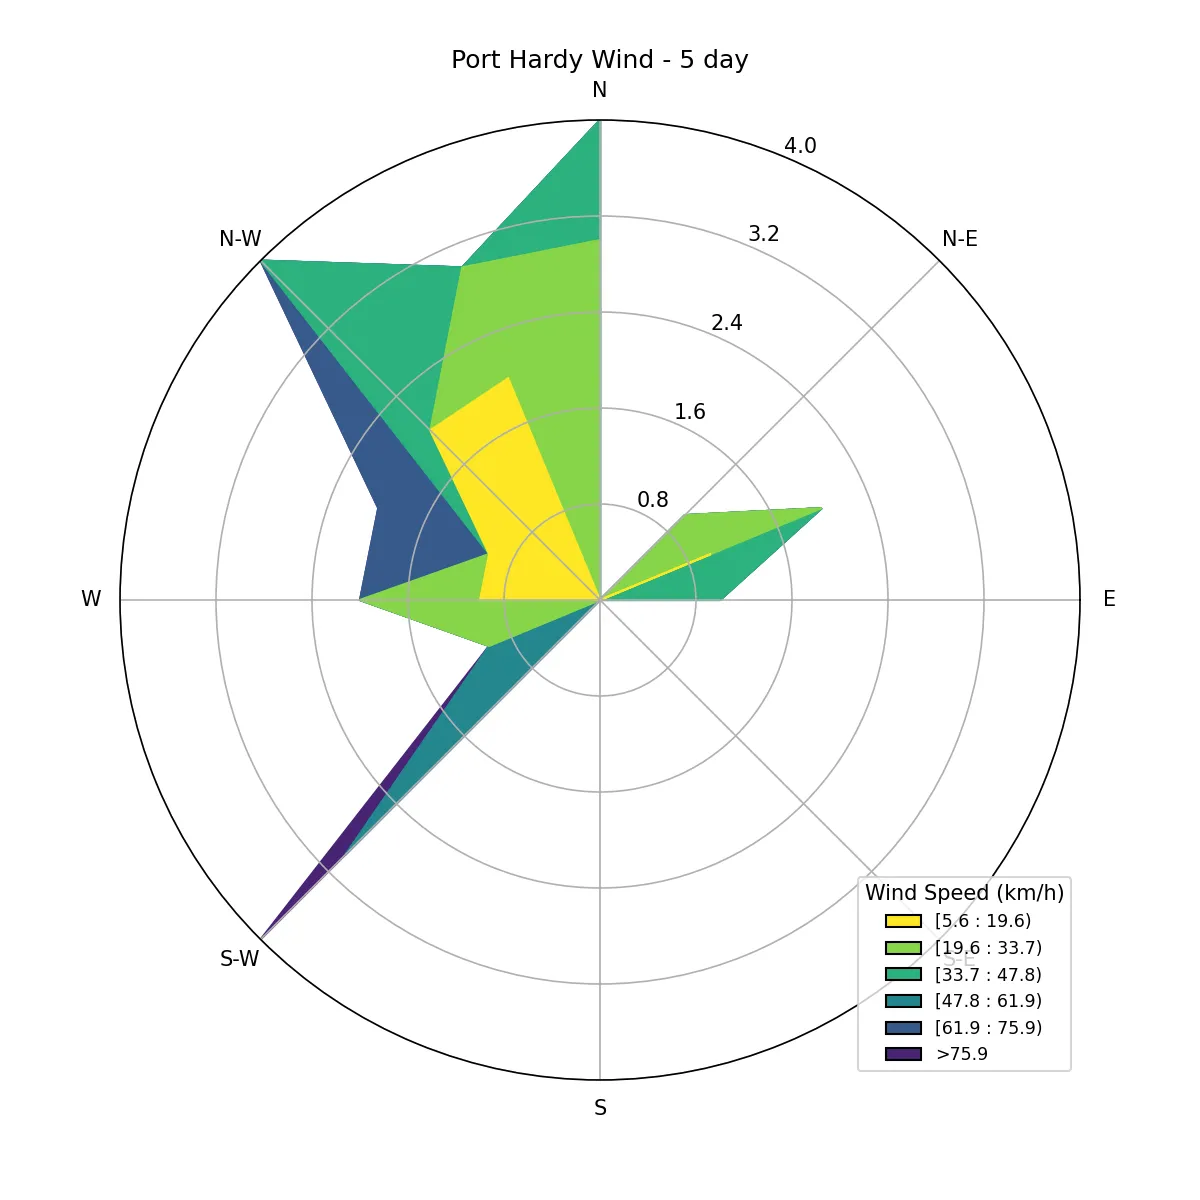 Port Hardy Wind - 5 day
N
4.0
N-W
N-E
3.2
2.4
1.6
0.8
W
E
S-W
S-E
S
Wind Speed (km/h)
[5.6 : 19.6)
[19.6 : 33.7)
[33.7 : 47.8)
[47.8 : 61.9)
[61.9 : 75.9)
>75.9